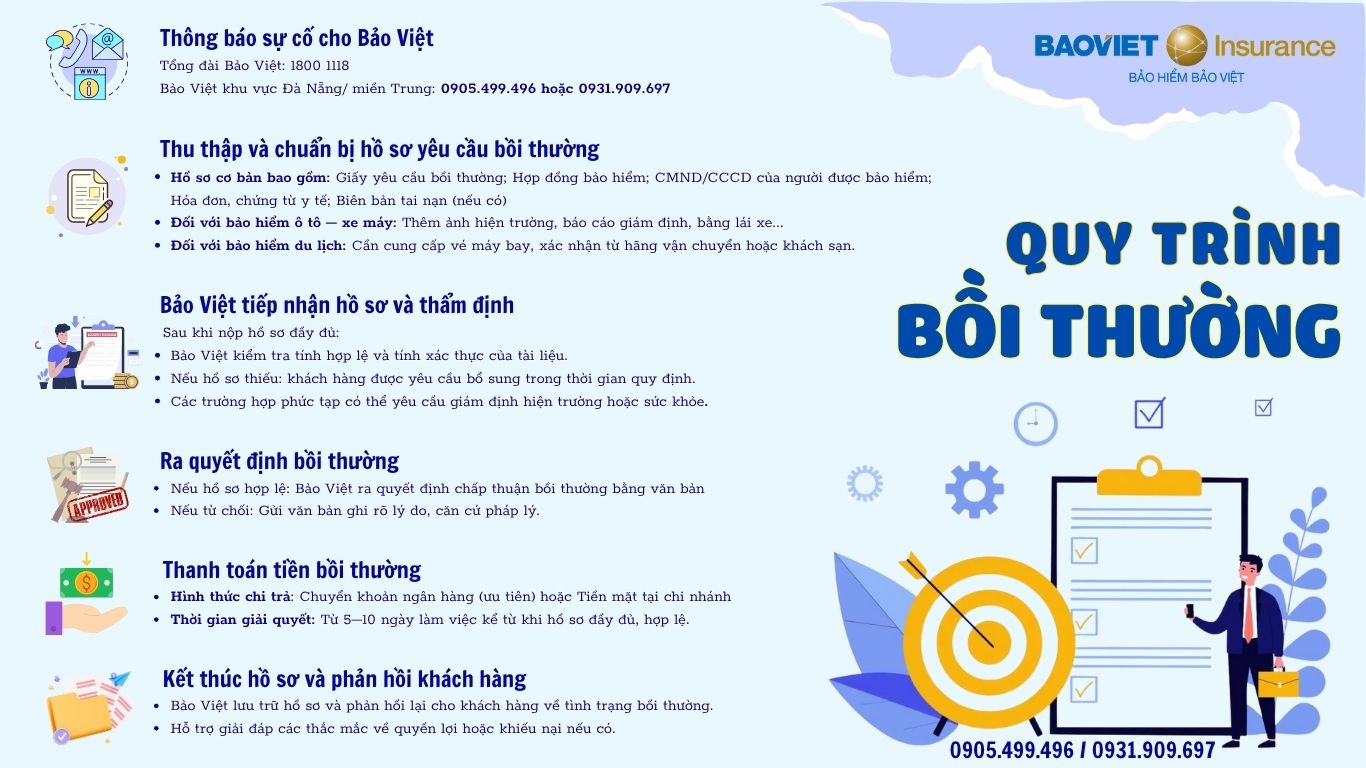 Thông báo sự cố cho Bảo Việt
Tổng đài Bảo Việt: 1800 1118
Bảo Việt khu vực Đà Nẵng/ miền Trung: 0905.499.496 hoặc 0931.909.697
Thu thập và chuẩn bị hồ sơ yêu cầu bồi thường
• Hồ sơ cơ bản bao gồm: Giấy yêu cầu bồi thường; Hợp đồng bảo hiểm; CMND/CCCD của người được bảo hiểm;
Hóa đơn, chứng từ y tế; Biên bản tai nạn (nếu có)
• Đối với bảo hiểm ô tô – xe máy: Thêm ảnh hiện trường, báo cáo giám định, bằng lái xe...
• Đối với bảo hiểm du lịch: Cần cung cấp vé máy bay, xác nhận từ hãng vận chuyển hoặc khách sạn.
Bảo Việt tiếp nhận hồ sơ và thẩm định
Sau khi nộp hồ sơ đầy đủ:
• Bảo Việt kiểm tra tính hợp lệ và tính xác thực của tài liệu.
• Nếu hồ sơ thiếu: khách hàng được yêu cầu bổ sung trong thời gian quy định.
• Các trường hợp phức tạp có thể yêu cầu giám định hiện trường hoặc sức khỏe.
Ra quyết định bồi thường
• Nếu hồ sơ hợp lệ: Bảo Việt ra quyết định chấp thuận bồi thường bằng văn bản
• Nếu từ chối: Gửi văn bản ghi rõ lý do, căn cứ pháp lý.
Thanh toán tiền bồi thường
• Hình thức chi trả: Chuyển khoản ngân hàng (ưu tiên) hoặc Tiền mặt tại chi nhánh
• Thời gian giải quyết: Từ 5–10 ngày làm việc kể từ khi hồ sơ đầy đủ, hợp lệ.
Kết thúc hồ sơ và phản hồi khách hàng
• Bảo Việt lưu trữ hồ sơ và phản hồi lại cho khách hàng về tình trạng bồi thường.
• Hỗ trợ giải đáp các thắc mắc về quyền lợi hoặc khiếu nại nếu có.
BAOVIET Insurance
BẢO HIỂM BẢO VIỆT
QUY TRÌNH
BỒI THƯỜNG
0905.499.496 / 0931.909.697
WWW.
@
APPROVED
$